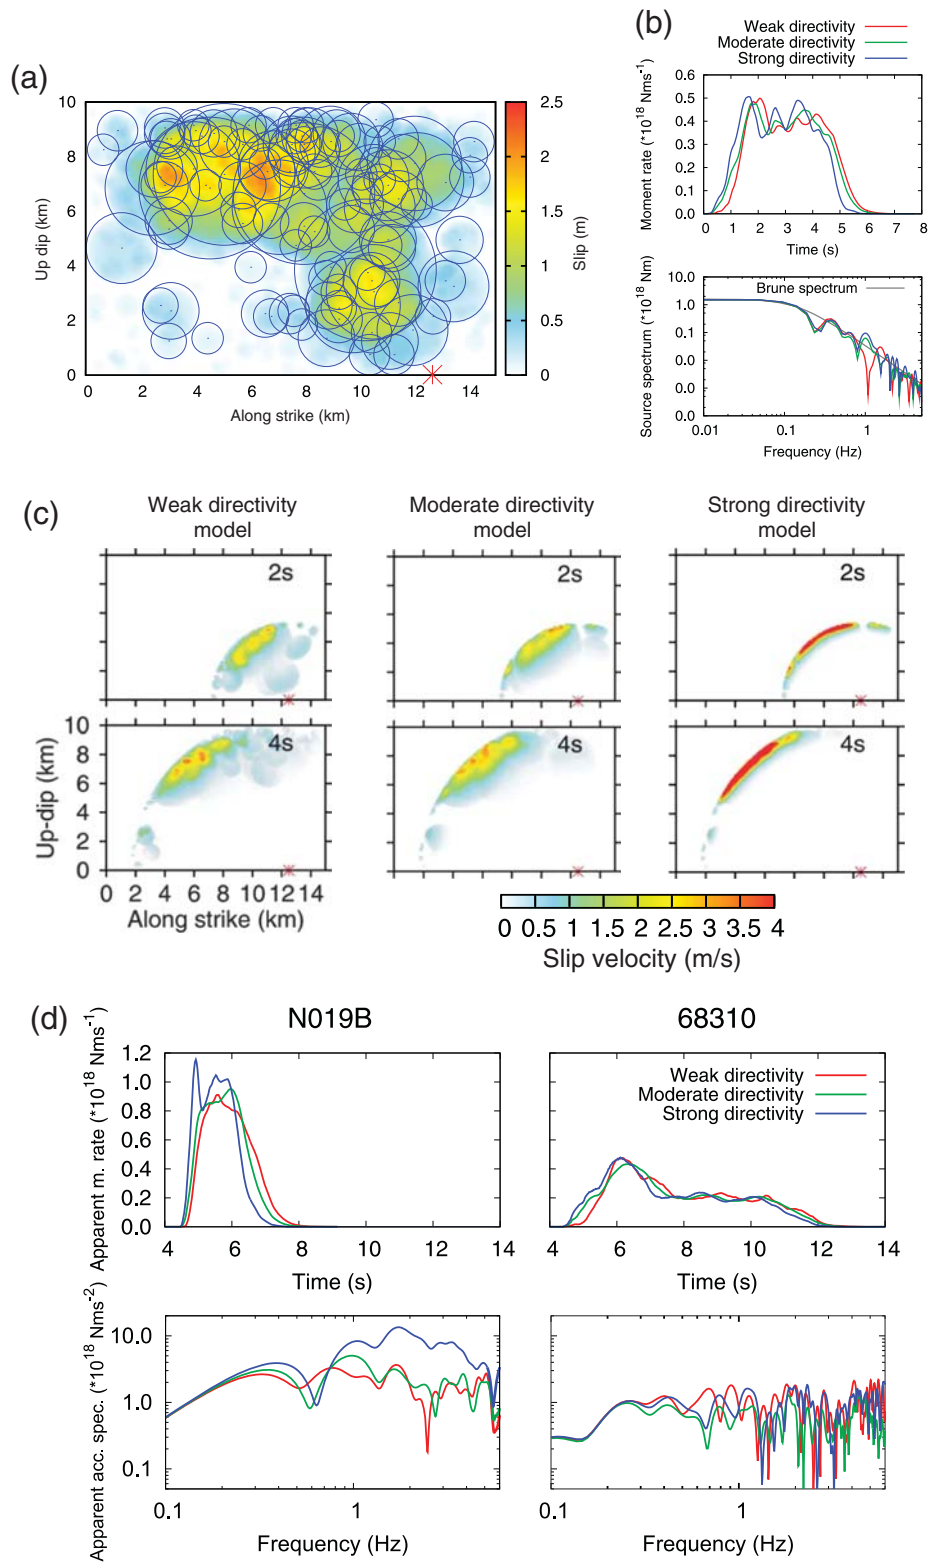 (a)
10
8
6
4
2
0
Up dip (km)
0 2 4 6 8 10 12 14
Along strike (km)
2.5
2
1.5
1
0.5
0
Slip (m)
(b)
Weak directivity
Moderate directivity
Strong directivity
0.6
0.5
0.4
0.3
0.1
0.1
0.0
Moment rate (*10^18 Nms^-1)
0 1 2 3 4 5 6 7 8
Time (s)
10.0
1.0
0.1
0.0
0.0
0.0
Source spectrum (*10^18 Nm)
Brune spectrum
0.01 0.1 1
Frequency (Hz)
(c)
Weak directivity
model
Moderate directivity
model
Strong directivity
model
2s
2s
2s
4s
4s
4s
10
8
6
4
2
0
Up-dip (km)
0 2 4 6 8 10 12 14
Along strike (km)
0 0.5 1 1.5 2 2.5 3 3.5 4
Slip velocity (m/s)
(d)
N019B
68310
1.2
1.0
0.8
0.6
0.4
0.2
0.0
Apparent m. rate (*10^18 Nms^-1)
4 6 8 10 12 14
Time (s)
Weak directivity
Moderate directivity
Strong directivity
4 6 8 10 12 14
Time (s)
10.0
1.0
0.1
Apparent acc. spec. (*10^18 Nms^-2)
0.1 1
Frequency (Hz)
0.1 1
Frequency (Hz)